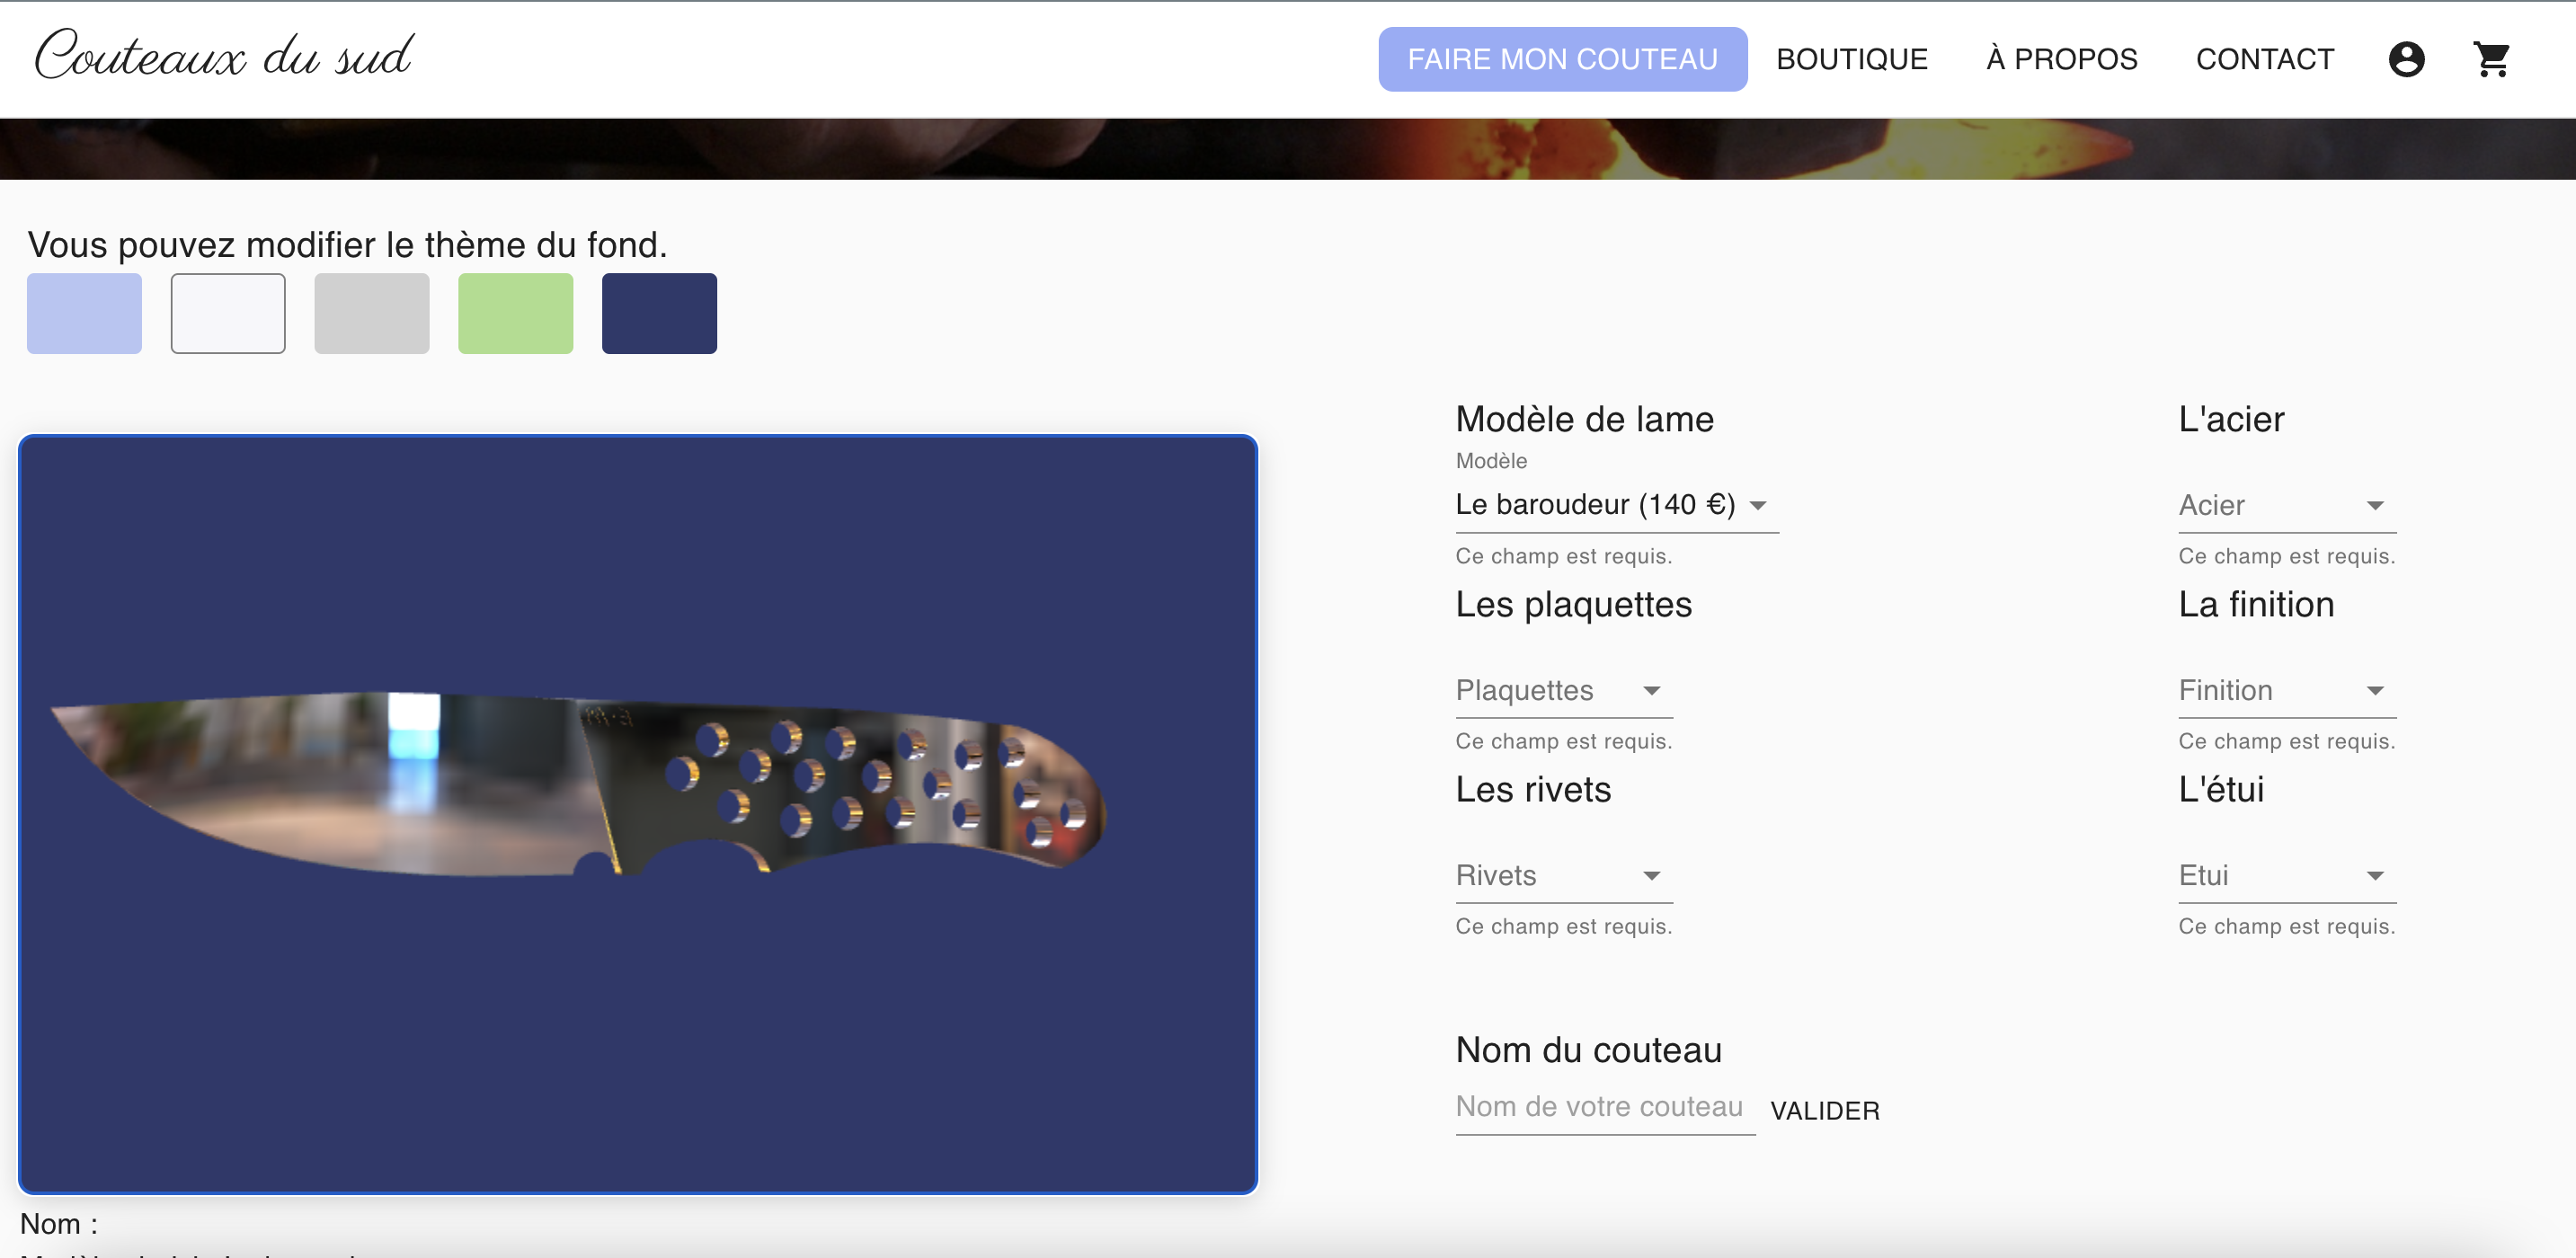 Couteaux du sud
FAIRE MON COUTEAU
BOUTIQUE
À PROPOS
CONTACT
Vous pouvez modifier le thème du fond.
Modèle de lame
Modèle
Le baroudeur (140 €)
Ce champ est requis.
L'acier
Acier
Ce champ est requis.
Les plaquettes
Plaquettes
Ce champ est requis.
La finition
Finition
Ce champ est requis.
Les rivets
Rivets
Ce champ est requis.
L'étui
Etui
Ce champ est requis.
Nom du couteau
Nom de votre couteau
VALIDER
Nom :